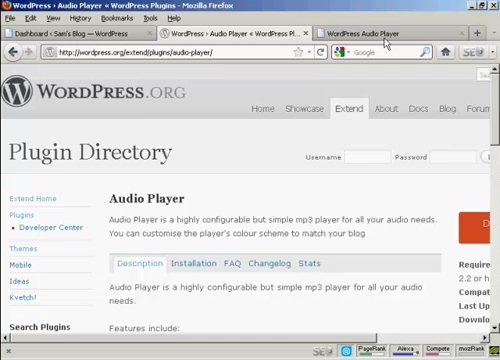 WordPress › Audio Player « WordPress Plugins - Mozilla Firefox
File Edit View History Bookmarks Tools Help
Dashboard ‹ Sam's Blog — WordPress
WordPress › Audio Player « WordPress Plugins
WordPress Audio Player
http://wordpress.org/extend/plugins/audio-player/
Google
WORDPRESS.ORG
Home Showcase Extend About Docs Blog Forum
Plugin Directory
Username Password
Extend Home
Plugins
Developer Center
Themes
Mobile
Ideas
Kvetch!
Search Plugins
Audio Player
Audio Player is a highly configurable but simple mp3 player for all your audio needs.
You can customise the player's colour scheme to match your blog
Description Installation FAQ Changelog Stats
Audio Player is a highly configurable but simple mp3 player for all your audio
needs.
Features include:
D
Require
2.2 or h
Compat
Last Up
Downlo
PageRank Alexa Compete mozRank